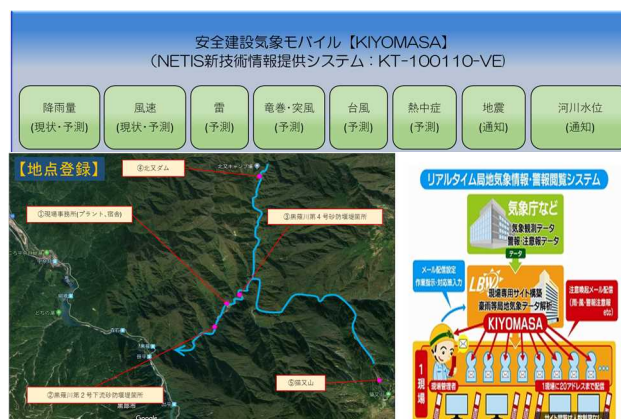 安全建設気象モバイル【KIYOMASA】
(NETIS新技術情報提供システム：KT-100110-VE)
降雨量
(現状・予測)
風速
(現状・予測)
雷
(予測)
竜巻・突風
(予測)
台風
(予測)
熱中症
(予測)
地震
(通知)
河川水位
(通知)
【地点登録】
④北又ダム
①現場事務所(プラント、宿舎)
③黒薙川第4号砂防堰堤箇所
②黒薙川第2号下流砂防堰堤箇所
⑤猫又山
Google
リアルタイム局地気象情報・警報閲覧システム
気象庁など
気象観測データ
警報・注意報データ
データ
メール配信設定
作業指示・対応策入力
LBW
現場専用サイト構築
豪雨等局地気象データ解析
KIYOMASA
注意喚起メール配信
(雨・風・警報注意報
etc)
1現場
現場管理者
1現場に20アドレスまで配信